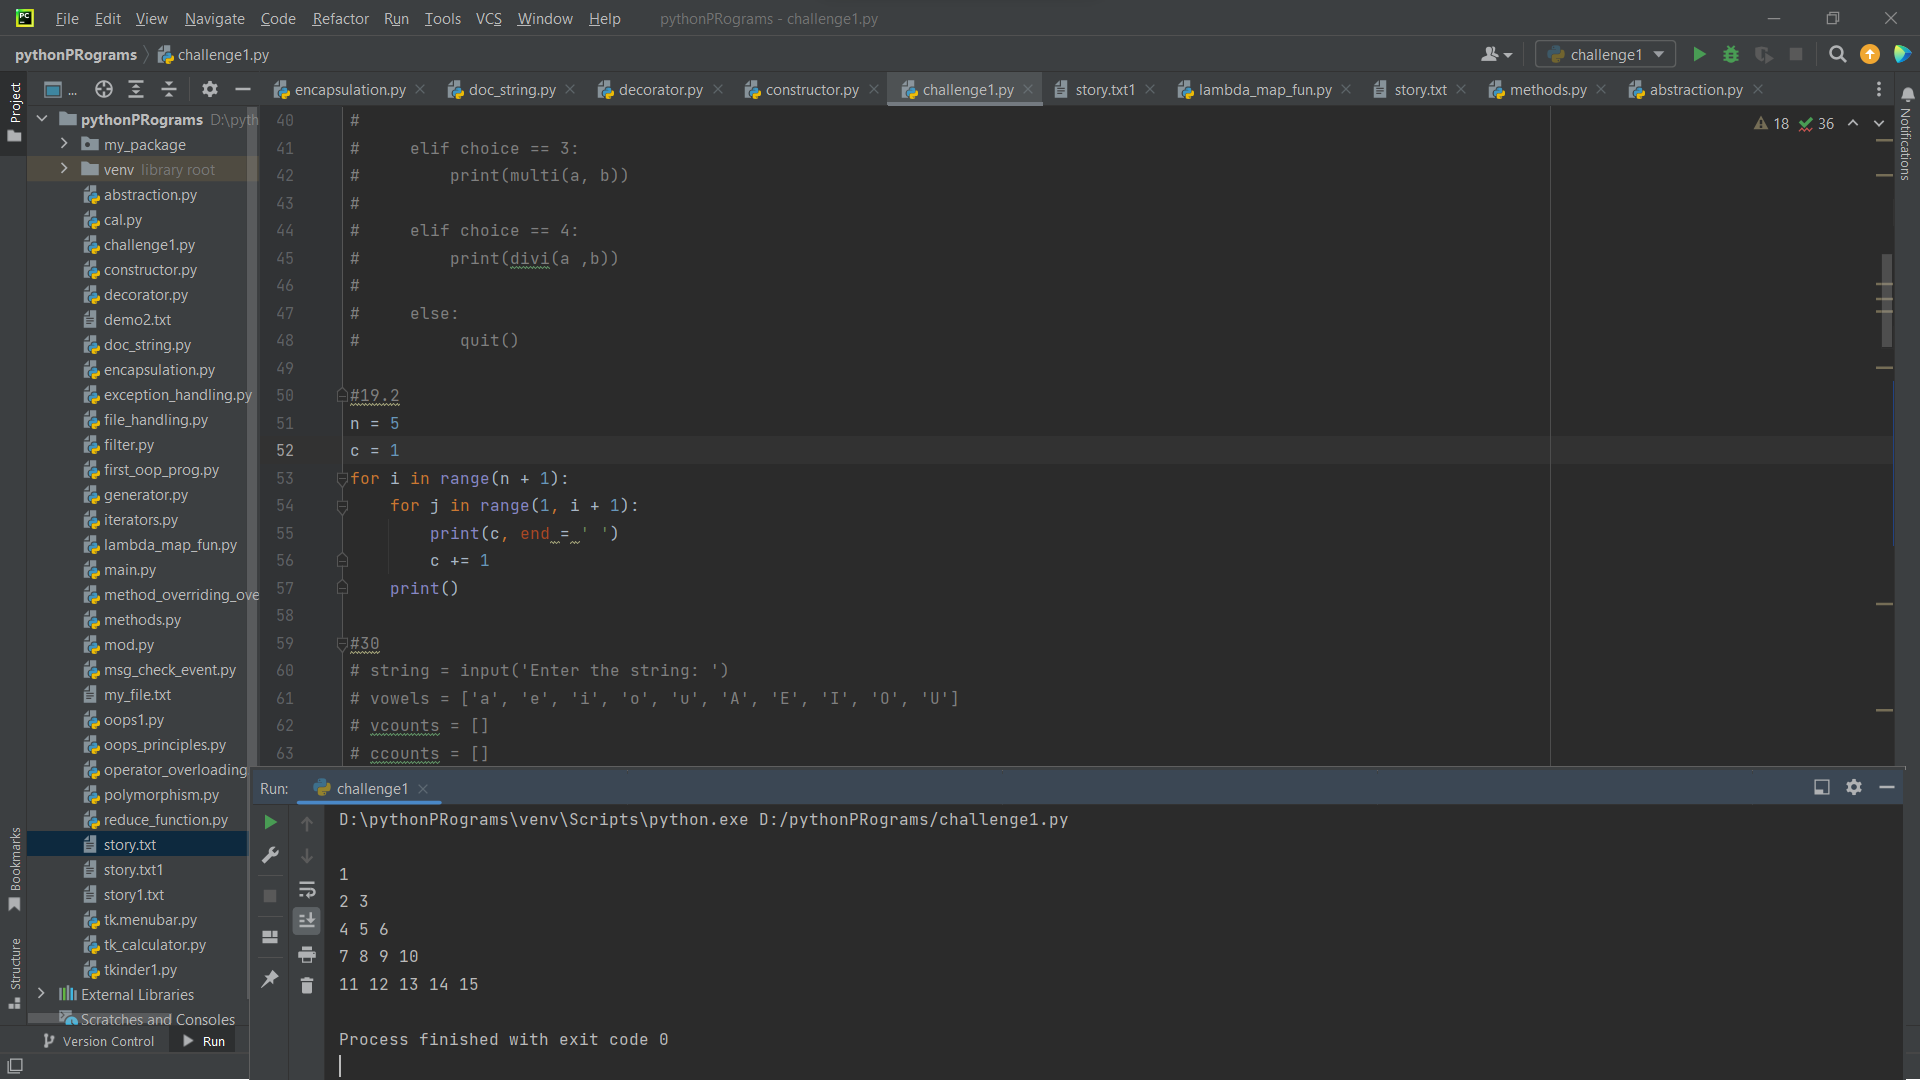 PC
File Edit View Navigate Code Refactor Run Tools VCS Window Help pythonPRograms - challenge1.py
pythonPRograms challenge1.py challenge1
Project
...
encapsulation.py doc_string.py decorator.py constructor.py challenge1.py story.txt1 lambda_map_fun.py story.txt methods.py abstraction.py
Notifications
18 36
pythonPRograms D:\pyth
my_package
venv library root
abstraction.py
cal.py
challenge1.py
constructor.py
decorator.py
demo2.txt
doc_string.py
encapsulation.py
exception_handling.py
file_handling.py
filter.py
first_oop_prog.py
generator.py
iterators.py
lambda_map_fun.py
main.py
method_overriding_ove
methods.py
mod.py
msg_check_event.py
my_file.txt
oops1.py
oops_principles.py
operator_overloading
polymorphism.py
reduce_function.py
story.txt
story.txt1
story1.txt
tk.menubar.py
tk_calculator.py
tkinder1.py
External Libraries
Scratches and Consoles
40 #
41 #     elif choice == 3:
42 #         print(multi(a, b))
43 #
44 #     elif choice == 4:
45 #         print(divi(a ,b))
46 #
47 #     else:
48 #          quit()
49
50 #19.2
51 n = 5
52 c = 1
53 for i in range(n + 1):
54     for j in range(1, i + 1):
55         print(c, end = ' ')
56         c += 1
57     print()
58
59 #30
60 # string = input('Enter the string: ')
61 # vowels = ['a', 'e', 'i', 'o', 'u', 'A', 'E', 'I', 'O', 'U']
62 # vcounts = []
63 # ccounts = []
Run: challenge1
D:\pythonPRograms\venv\Scripts\python.exe D:/pythonPRograms/challenge1.py
1
2 3
4 5 6
7 8 9 10
11 12 13 14 15
Process finished with exit code 0
Bookmarks
Structure
Version Control Run